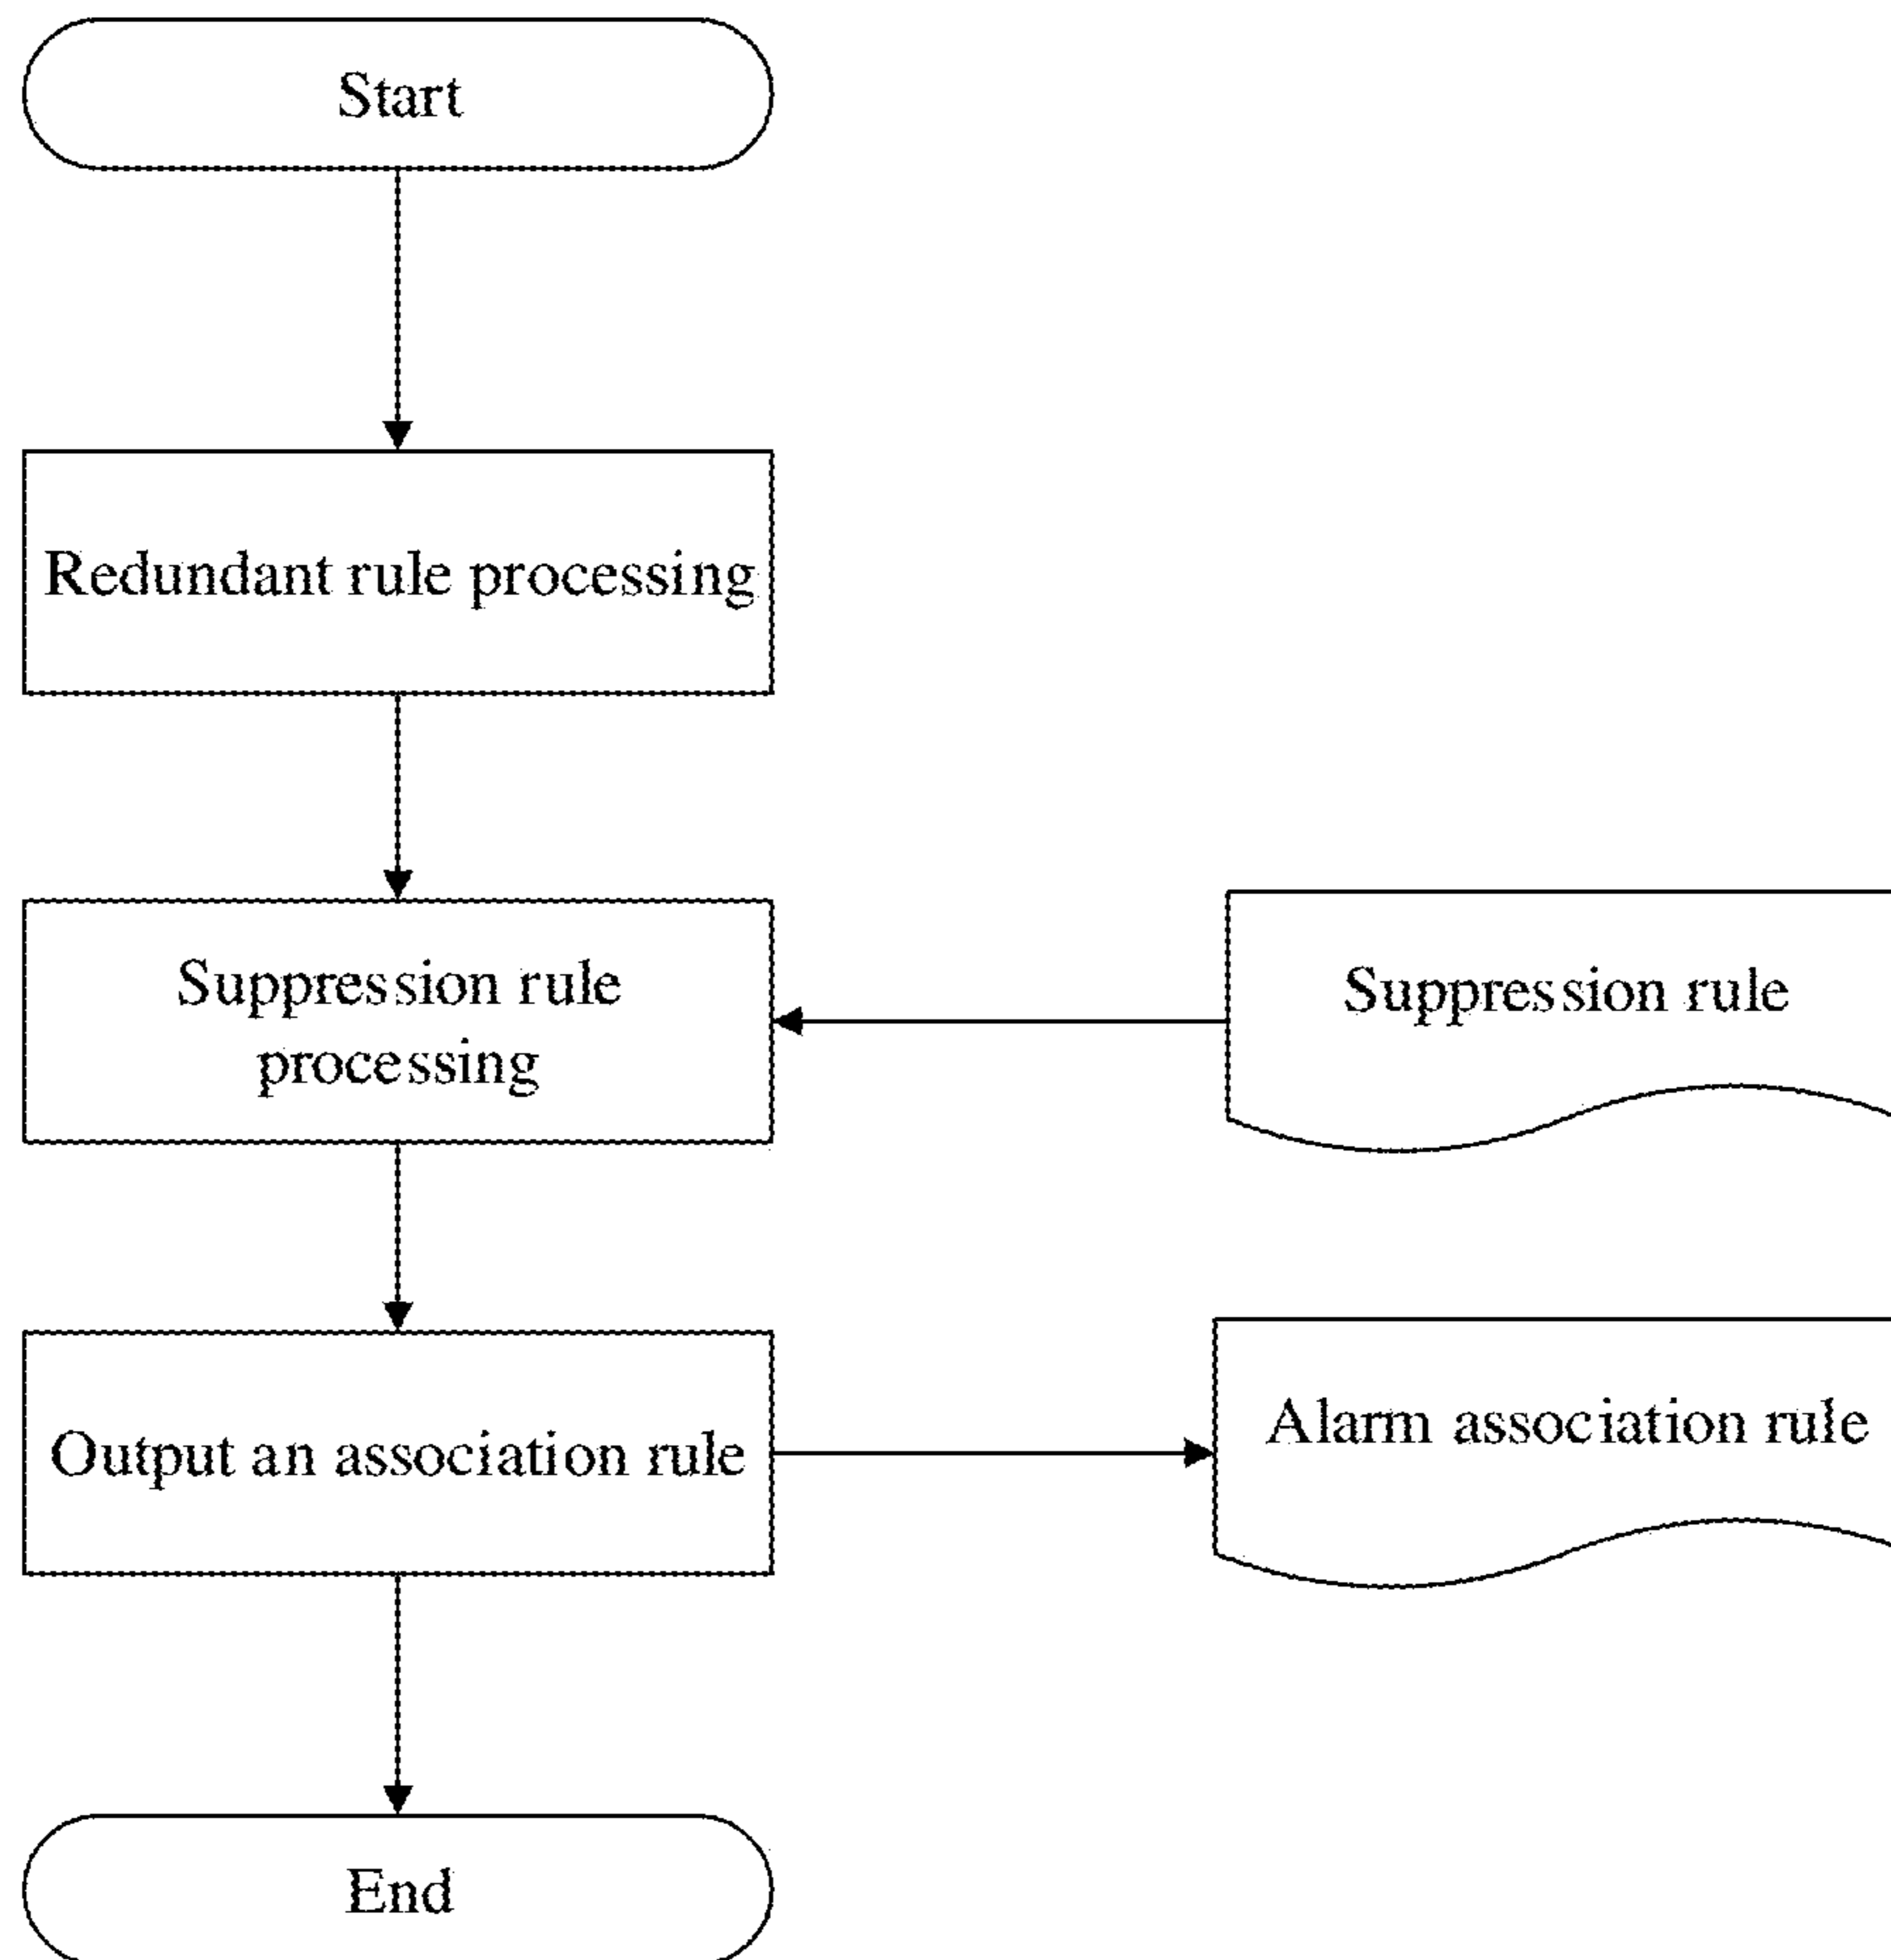 Start
Redundant rule processing
Suppression rule
processing
Suppression rule
Output an association rule
Alarm association rule
End